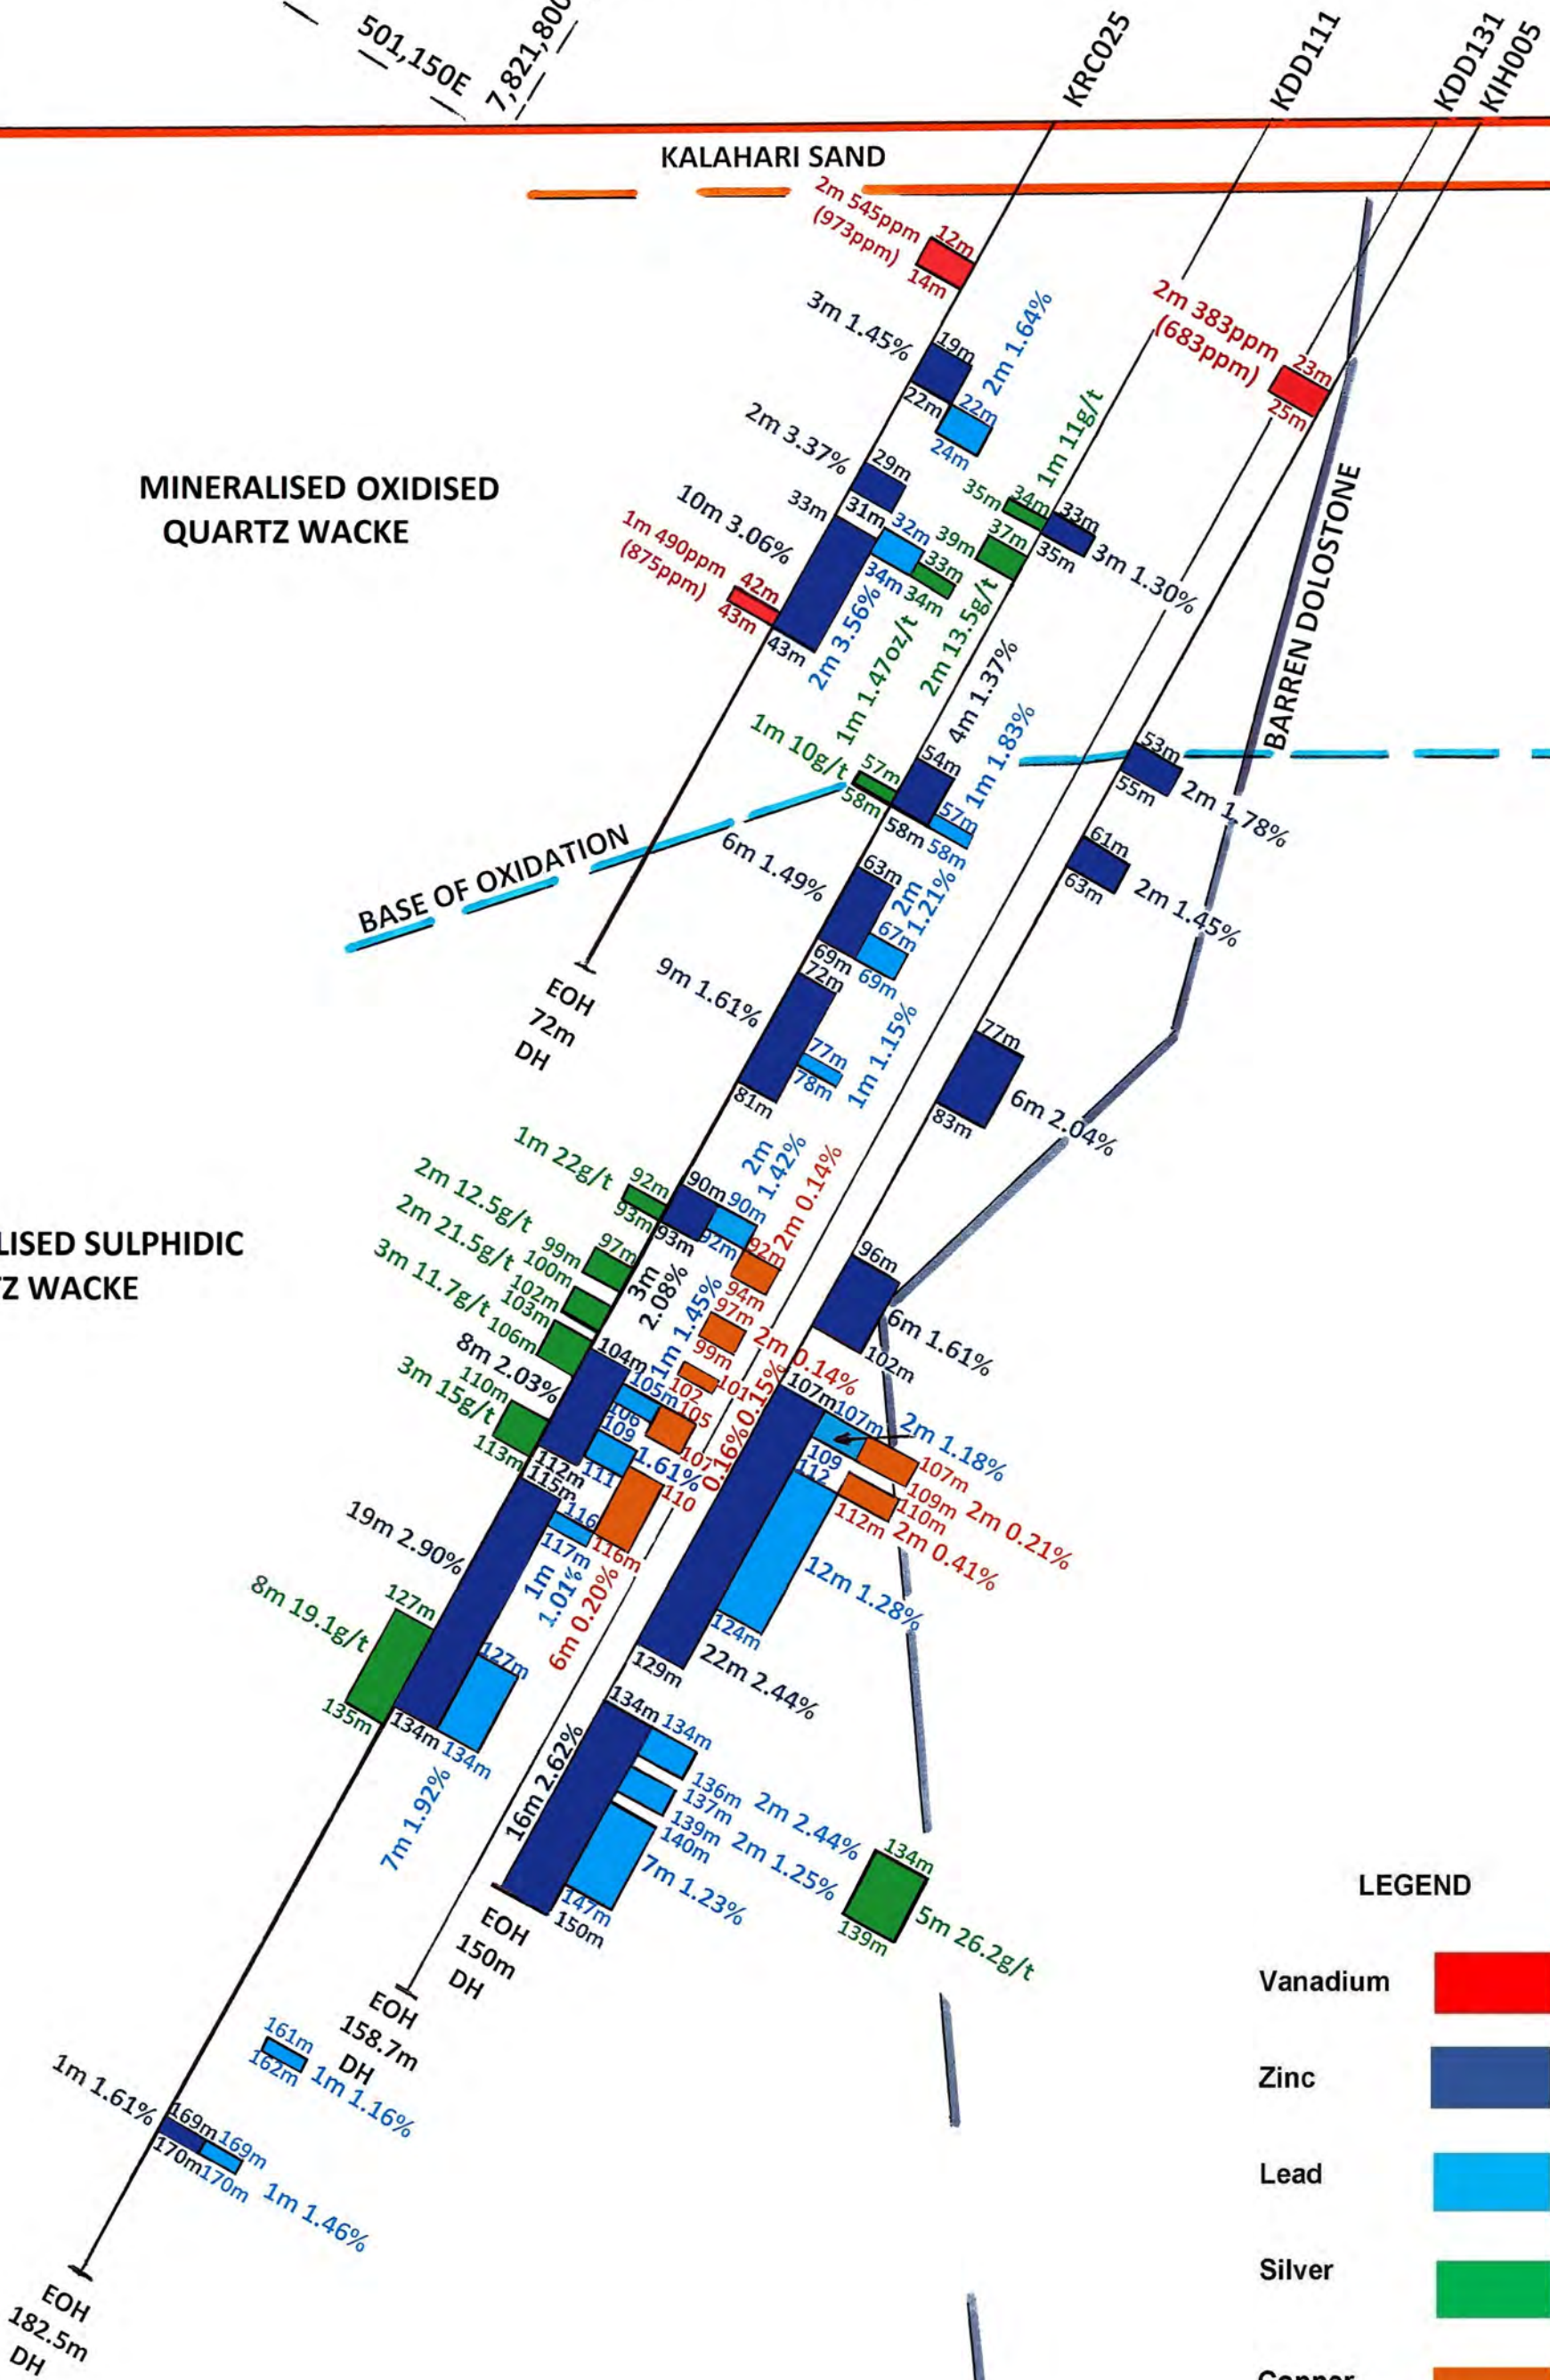 501,150E
7,821,800
KRC025
KDD111
KDD131
KIH005
KALAHARI SAND
2m 545ppm
(973ppm)
12m
14m
3m 1.45%
19m
22m
2m 1.64%
22m
24m
2m 383ppm
(683ppm)
23m
25m
2m 3.37%
29m
31m
MINERALISED OXIDISED
QUARTZ WACKE
10m 3.06%
33m
43m
32m
34m
2m 3.56%
33m
34m
1m 1.47oz/t
1m 490ppm
(875ppm)
42m
43m
1m 11g/t
35m
34m
33m
35m
3m 1.30%
39m
37m
2m 13.5g/t
BARREN DOLOSTONE
4m 1.37%
54m
58m
1m 10g/t
57m
58m
1m 1.83%
57m
58m
53m
55m
2m 1.78%
BASE OF OXIDATION
6m 1.49%
63m
69m
2m
1.21%
67m
69m
61m
63m
2m 1.45%
EOH
72m
DH
9m 1.61%
72m
81m
77m
78m
1m 1.15%
77m
83m
6m 2.04%
1m 22g/t
92m
93m
90m
93m
3m
2.08%
90m
92m
2m
1.42%
92m
94m
2m 0.14%
LISED SULPHIDIC
Z WACKE
2m 12.5g/t
97m
99m
2m 21.5g/t
100m
102m
3m 11.7g/t
103m
106m
97m
99m
2m 0.14%
96m
102m
6m 1.61%
8m 2.03%
104m
112m
1m 1.45%
105m
106
102
101
0.15%
105
107
0.16%
3m 15g/t
110m
113m
109
111
1.61%
110
116m
6m 0.20%
107m
129m
22m 2.44%
107m
109
2m 1.18%
107m
109m
2m 0.21%
110m
112m
2m 0.41%
112
124m
12m 1.28%
19m 2.90%
115m
134m
116
117m
1m
1.01%
8m 19.1g/t
127m
135m
127m
134m
7m 1.92%
16m 2.62%
134m
150m
134m
136m
2m 2.44%
137m
139m
2m 1.25%
140m
147m
7m 1.23%
134m
139m
5m 26.2g/t
EOH
150m
DH
EOH
158.7m
DH
161m
162m
1m 1.16%
1m 1.61%
169m
170m
169m
170m
1m 1.46%
EOH
182.5m
DH
LEGEND
Vanadium
Zinc
Lead
Silver